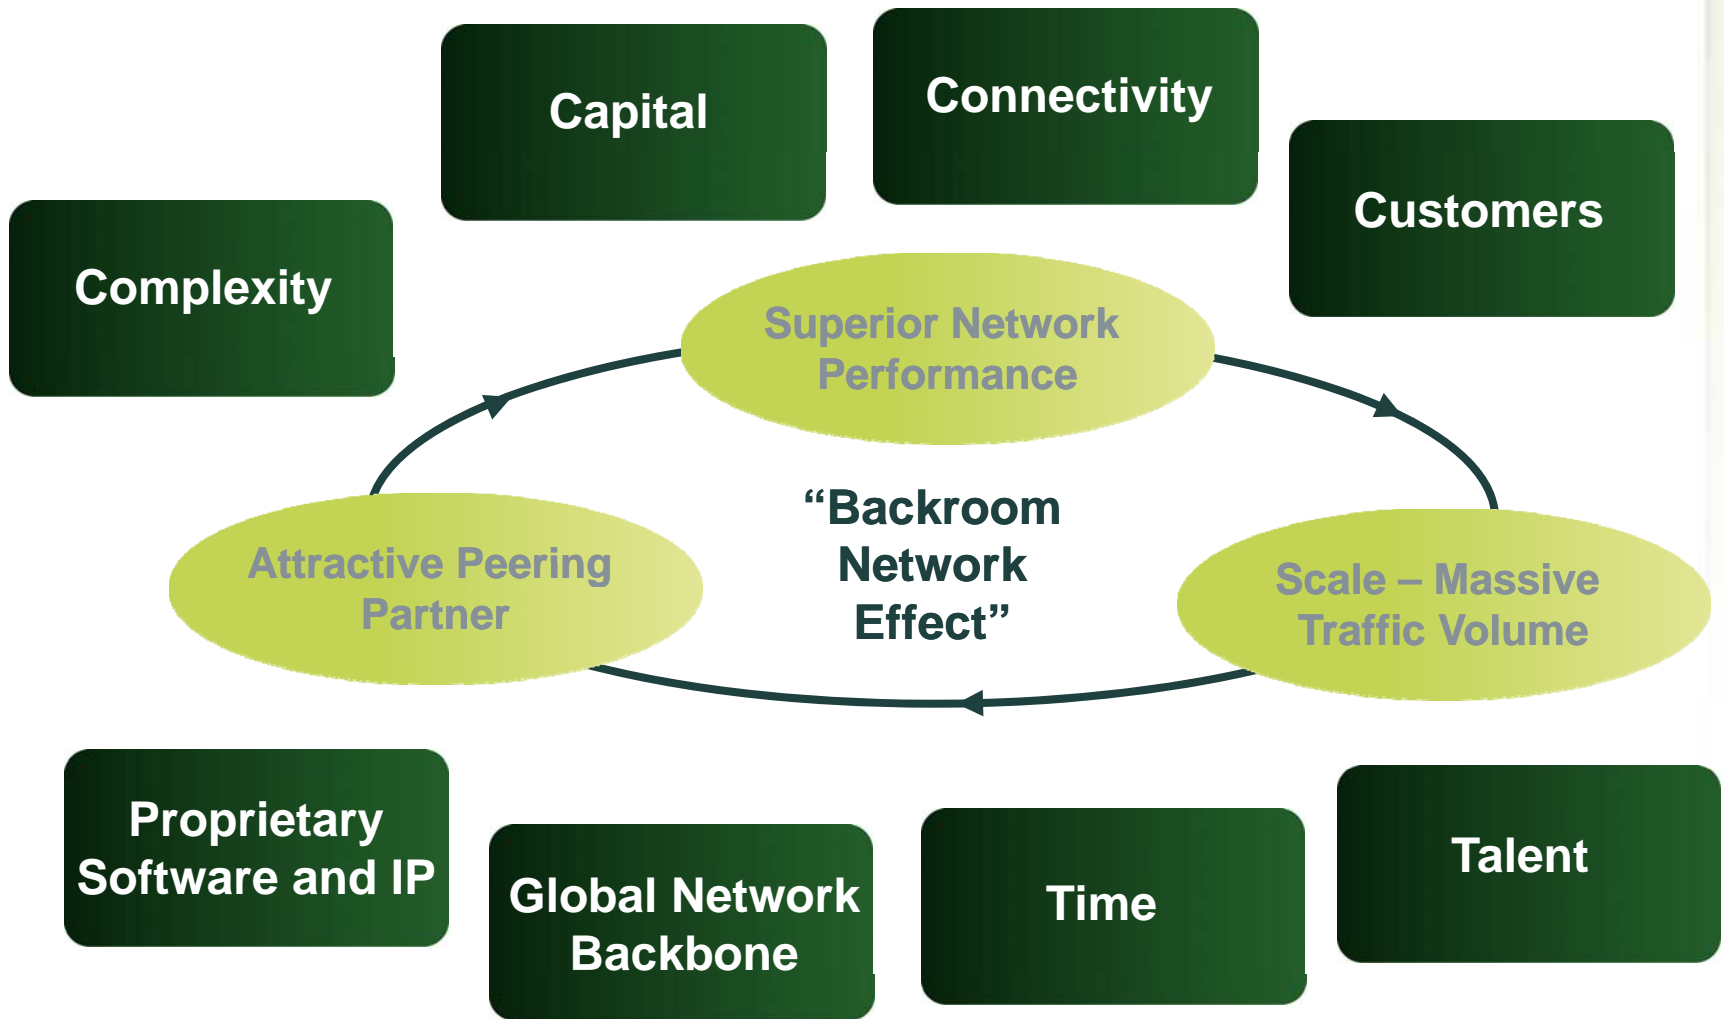 Capital
Connectivity
Customers
Complexity
Superior Network
Performance
“Backroom
Network
Effect”
Attractive Peering
Partner
Scale – Massive
Traffic Volume
Proprietary
Software and IP
Global Network
Backbone
Time
Talent